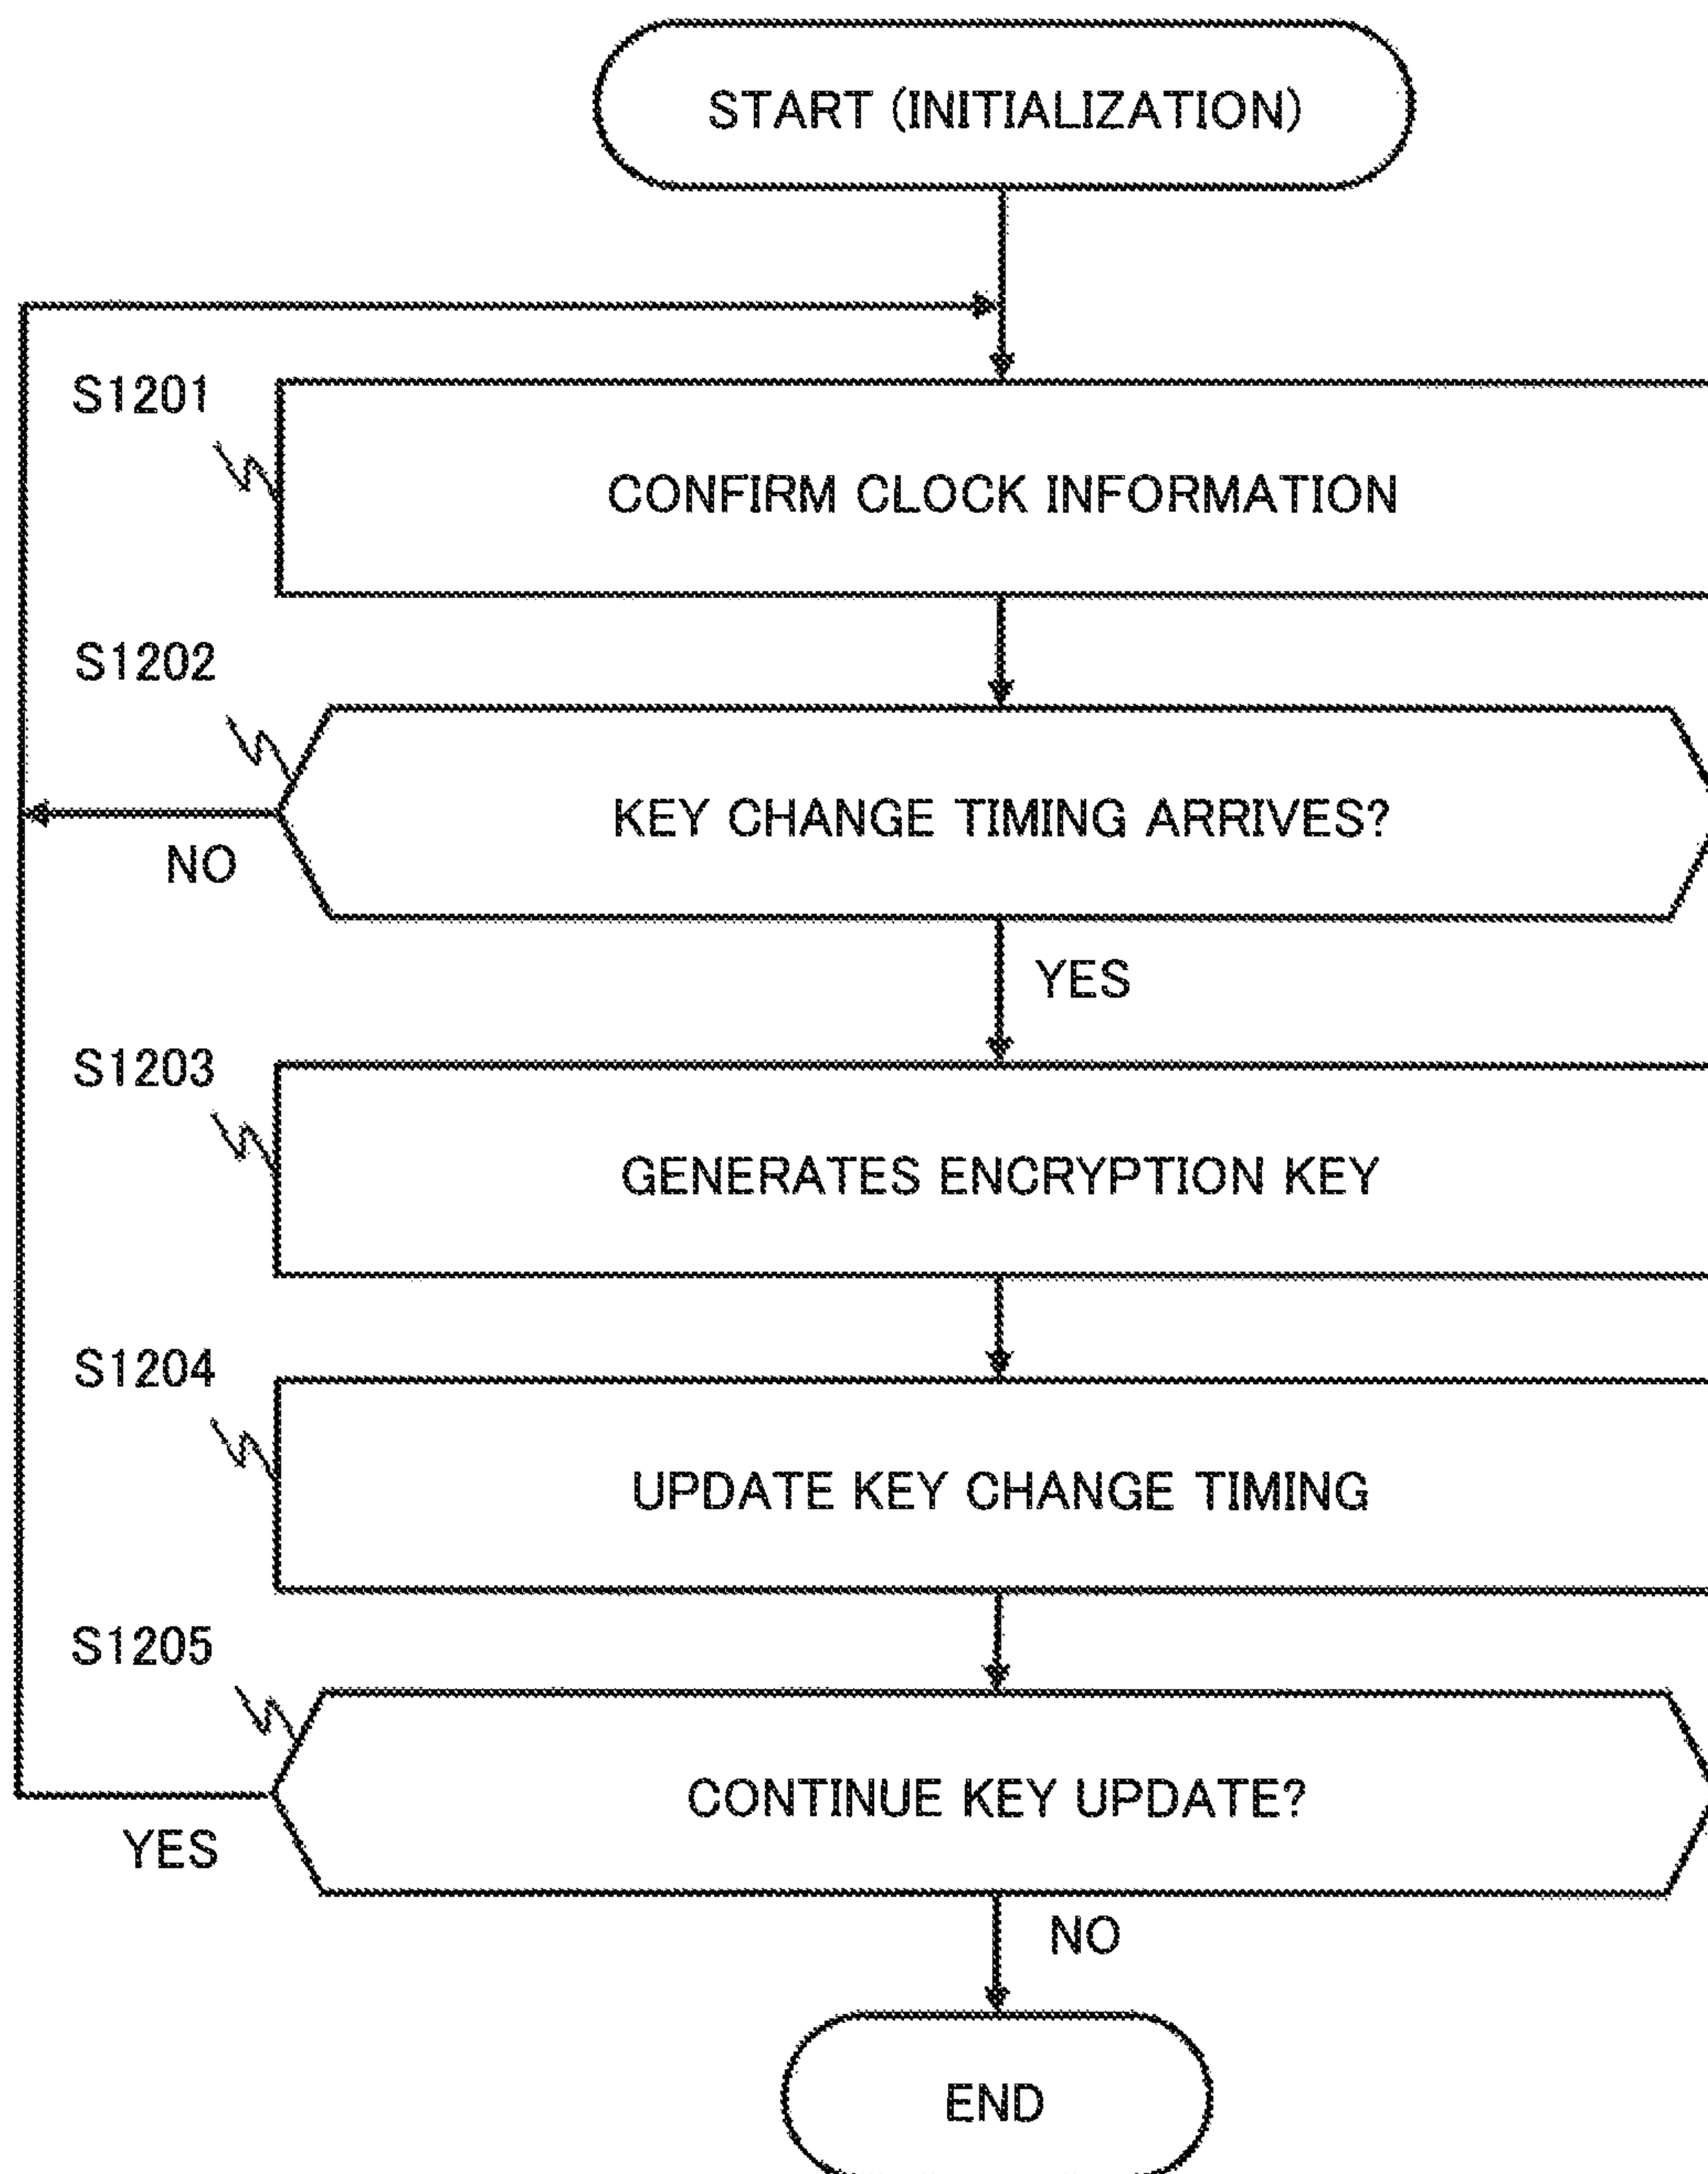 START (INITIALIZATION)
S1201
CONFIRM CLOCK INFORMATION
S1202
KEY CHANGE TIMING ARRIVES?
NO
YES
S1203
GENERATES ENCRYPTION KEY
S1204
UPDATE KEY CHANGE TIMING
S1205
CONTINUE KEY UPDATE?
YES
NO
END